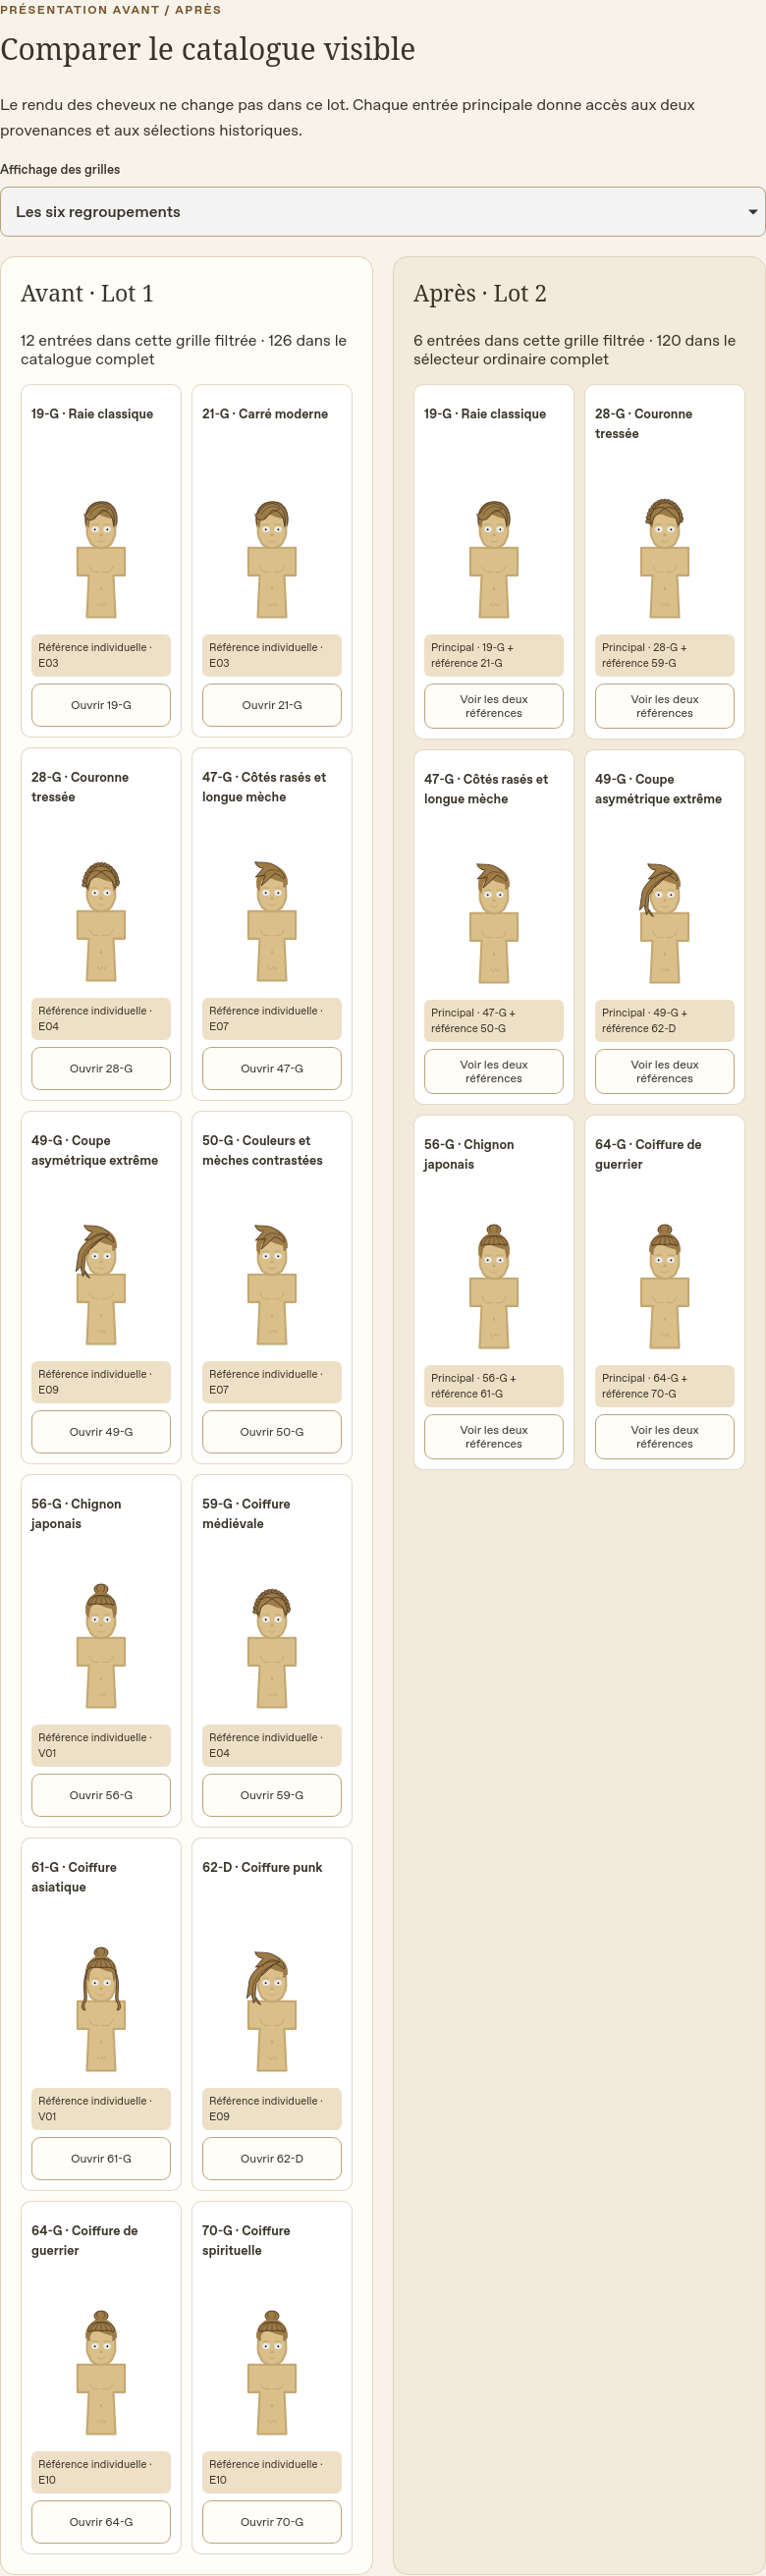 PRÉSENTATION AVANT / APRÈS
Comparer le catalogue visible
Le rendu des cheveux ne change pas dans ce lot. Chaque entrée principale donne accès aux deux
provenances et aux sélections historiques.
Affichage des grilles
Les six regroupements
Avant · Lot 1
12 entrées dans cette grille filtrée · 126 dans le
catalogue complet
19-G · Raie classique
Référence individuelle ·
E03
Ouvrir 19-G
21-G · Carré moderne
Référence individuelle ·
E03
Ouvrir 21-G
28-G · Couronne
tressée
Référence individuelle ·
E04
Ouvrir 28-G
47-G · Côtés rasés et
longue mèche
Référence individuelle ·
E07
Ouvrir 47-G
49-G · Coupe
asymétrique extrême
Référence individuelle ·
E09
Ouvrir 49-G
50-G · Couleurs et
mèches contrastées
Référence individuelle ·
E07
Ouvrir 50-G
56-G · Chignon
japonais
Référence individuelle ·
V01
Ouvrir 56-G
59-G · Coiffure
médiévale
Référence individuelle ·
E04
Ouvrir 59-G
61-G · Coiffure
asiatique
Référence individuelle ·
V01
Ouvrir 61-G
62-D · Coiffure punk
Référence individuelle ·
E09
Ouvrir 62-D
64-G · Coiffure de
guerrier
Référence individuelle ·
E10
Ouvrir 64-G
70-G · Coiffure
spirituelle
Référence individuelle ·
E10
Ouvrir 70-G
Après · Lot 2
6 entrées dans cette grille filtrée · 120 dans le
sélecteur ordinaire complet
19-G · Raie classique
Principal · 19-G +
référence 21-G
Voir les deux
références
28-G · Couronne
tressée
Principal · 28-G +
référence 59-G
Voir les deux
références
47-G · Côtés rasés et
longue mèche
Principal · 47-G +
référence 50-G
Voir les deux
références
49-G · Coupe
asymétrique extrême
Principal · 49-G +
référence 62-D
Voir les deux
références
56-G · Chignon
japonais
Principal · 56-G +
référence 61-G
Voir les deux
références
64-G · Coiffure de
guerrier
Principal · 64-G +
référence 70-G
Voir les deux
références